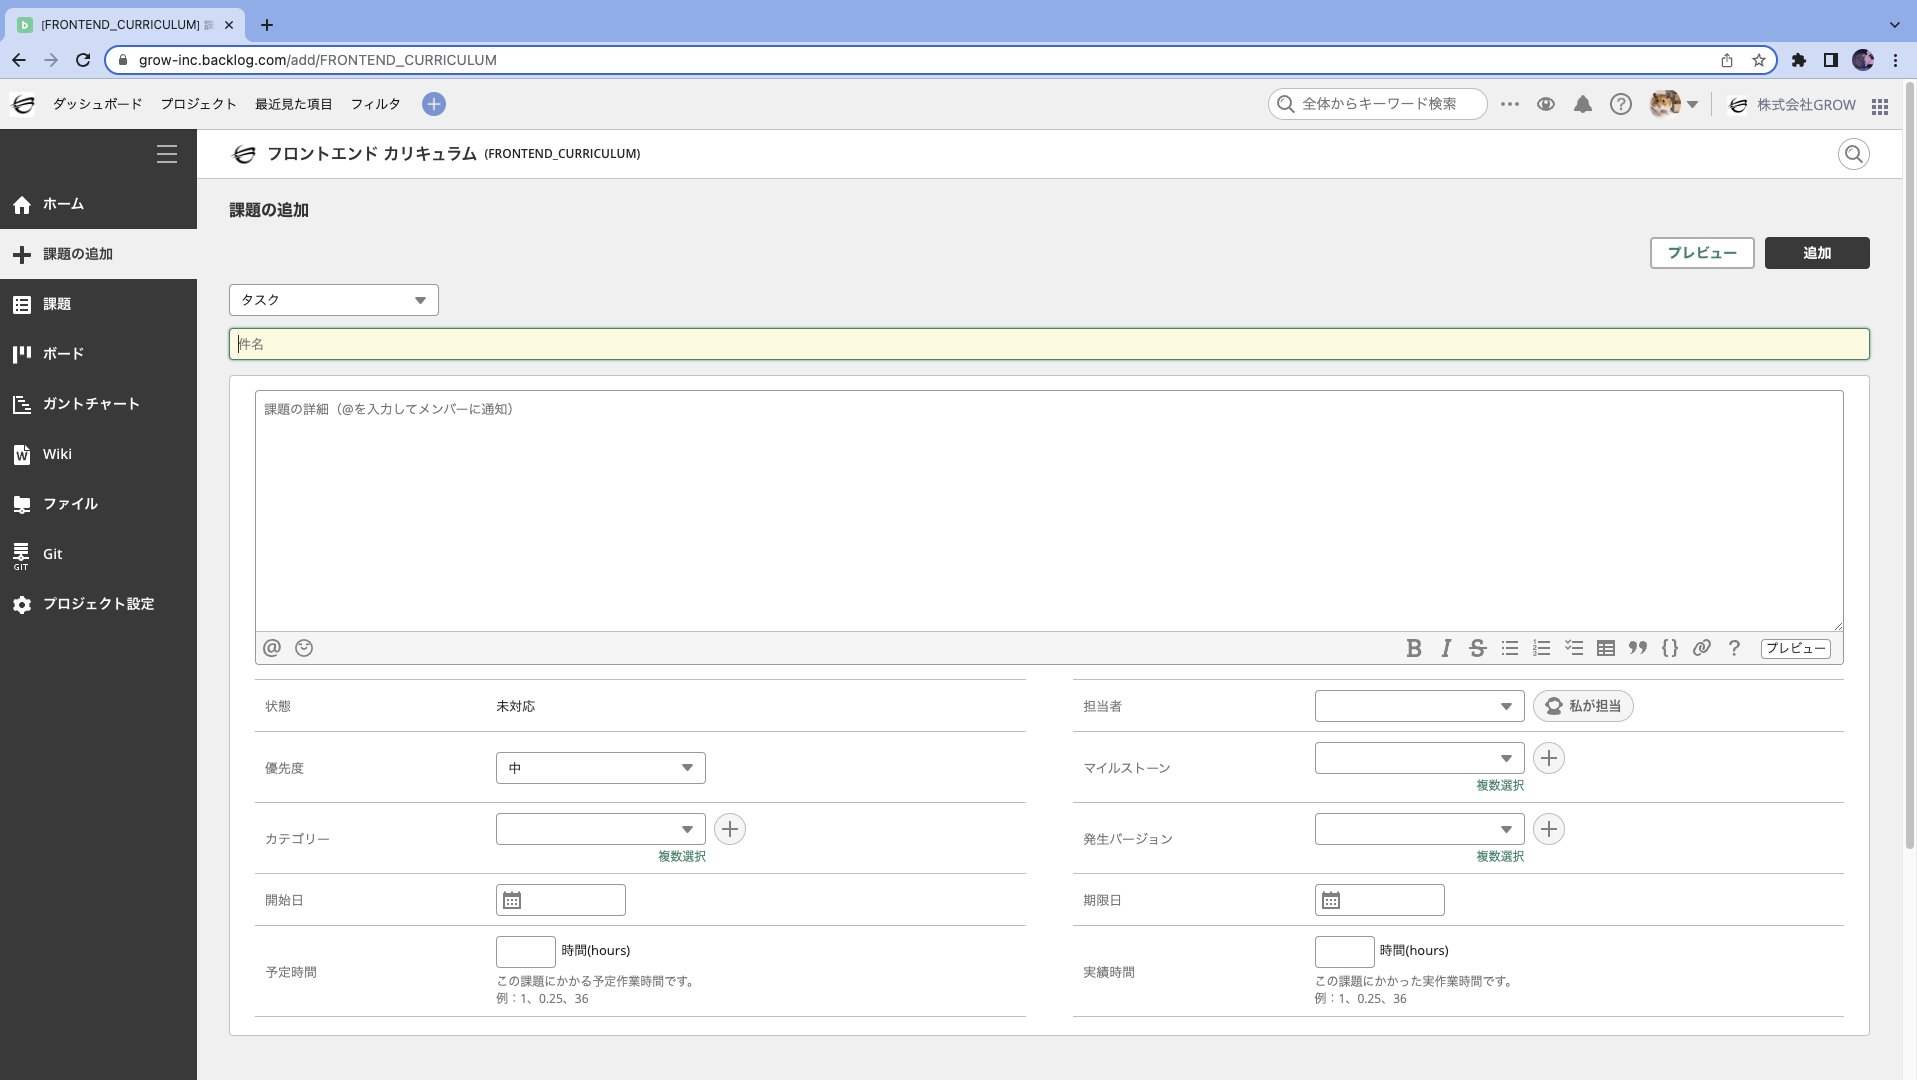 [FRONTEND_CURRICULUM] 課
grow-inc.backlog.com/add/FRONTEND_CURRICULUM
ダッシュボード プロジェクト 最近見た項目 フィルタ 全体からキーワード検索 株式会社GROW
フロントエンド カリキュラム (FRONTEND_CURRICULUM)
ホーム
課題の追加
課題
ボード
ガントチャート
Wiki
ファイル
Git
GIT
プロジェクト設定
課題の追加
プレビュー 追加
タスク
件名
課題の詳細（@を入力してメンバーに通知）
プレビュー
状態 未対応
担当者 私が担当
優先度 中
マイルストーン
複数選択
カテゴリー
複数選択
発生バージョン
複数選択
開始日
期限日
予定時間 時間(hours)
この課題にかかる予定作業時間です。
例：1、0.25、36
実績時間 時間(hours)
この課題にかかった実作業時間です。
例：1、0.25、36